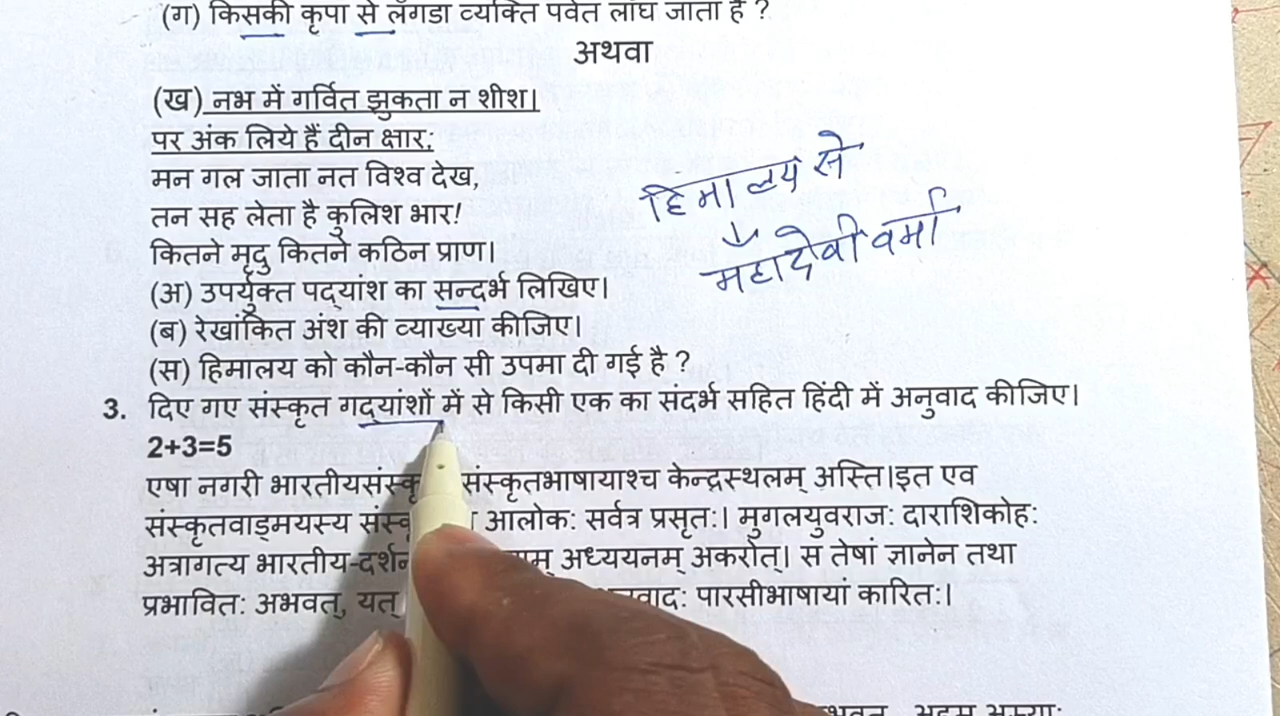 (ग) किसकी कृपा से लँगडा व्यक्ति पर्वत लाँघ जाता है ?
अथवा
(ख) नभ में गर्वित झुकता न शीश।
पर अंक लिये हैं दीन क्षार;
मन गल जाता नत विश्व देख,
तन सह लेता है कुलिश भार!
कितने मृदु कितने कठिन प्राण।
हिमालय से
महादेवी वर्मा
(अ) उपर्युक्त पद्यांश का सन्दर्भ लिखिए।
(ब) रेखांकित अंश की व्याख्या कीजिए।
(स) हिमालय को कौन-कौन सी उपमा दी गई है ?
3. दिए गए संस्कृत गद्यांशों में से किसी एक का संदर्भ सहित हिंदी में अनुवाद कीजिए।
2+3=5
एषा नगरी भारतीयसंस्कृ संस्कृतभाषायाश्च केन्द्रस्थलम् अस्ति।इत एव
संस्कृतवाड्मयस्य आलोक: सर्वत्र प्रसृत:। मुगलयुवराज: दाराशिकोह:
अत्रागत्य भारतीय-दर्शन अध्ययनम् अकरोत्। स तेषां ज्ञानेन तथा
प्रभावित: अभवत्, यत् पारसीभाषायां कारित:।